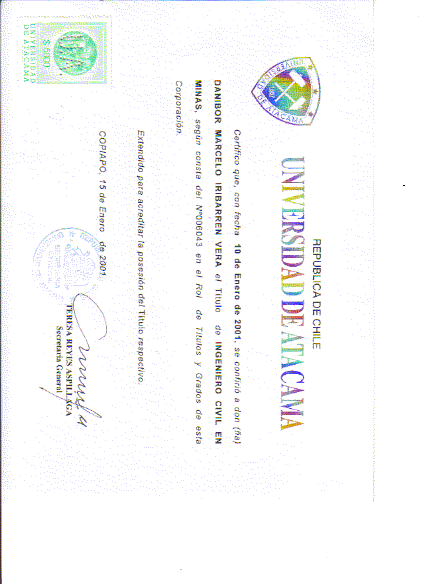 REPUBLICA DE CHILE
UNIVERSIDAD DE ATACAMA
UNIVERSIDAD DE ATACAMA
Certifico que, con fecha 10 de Enero de 2001, se confirió a don (ña)
DANIBOR MARCELO IRIBARREN VERA el Título de INGENIERO CIVIL EN
MINAS, según consta del Nº006043 en el Rol de Títulos y Grados de esta
Corporación.
Extendido para acreditar la posesión del Título respectivo.
COPIAPO, 15 de Enero de 2001.
TERESA REYES ASPILLAGA
Secretaria General
UNIVERSIDAD
DE ATACAMA